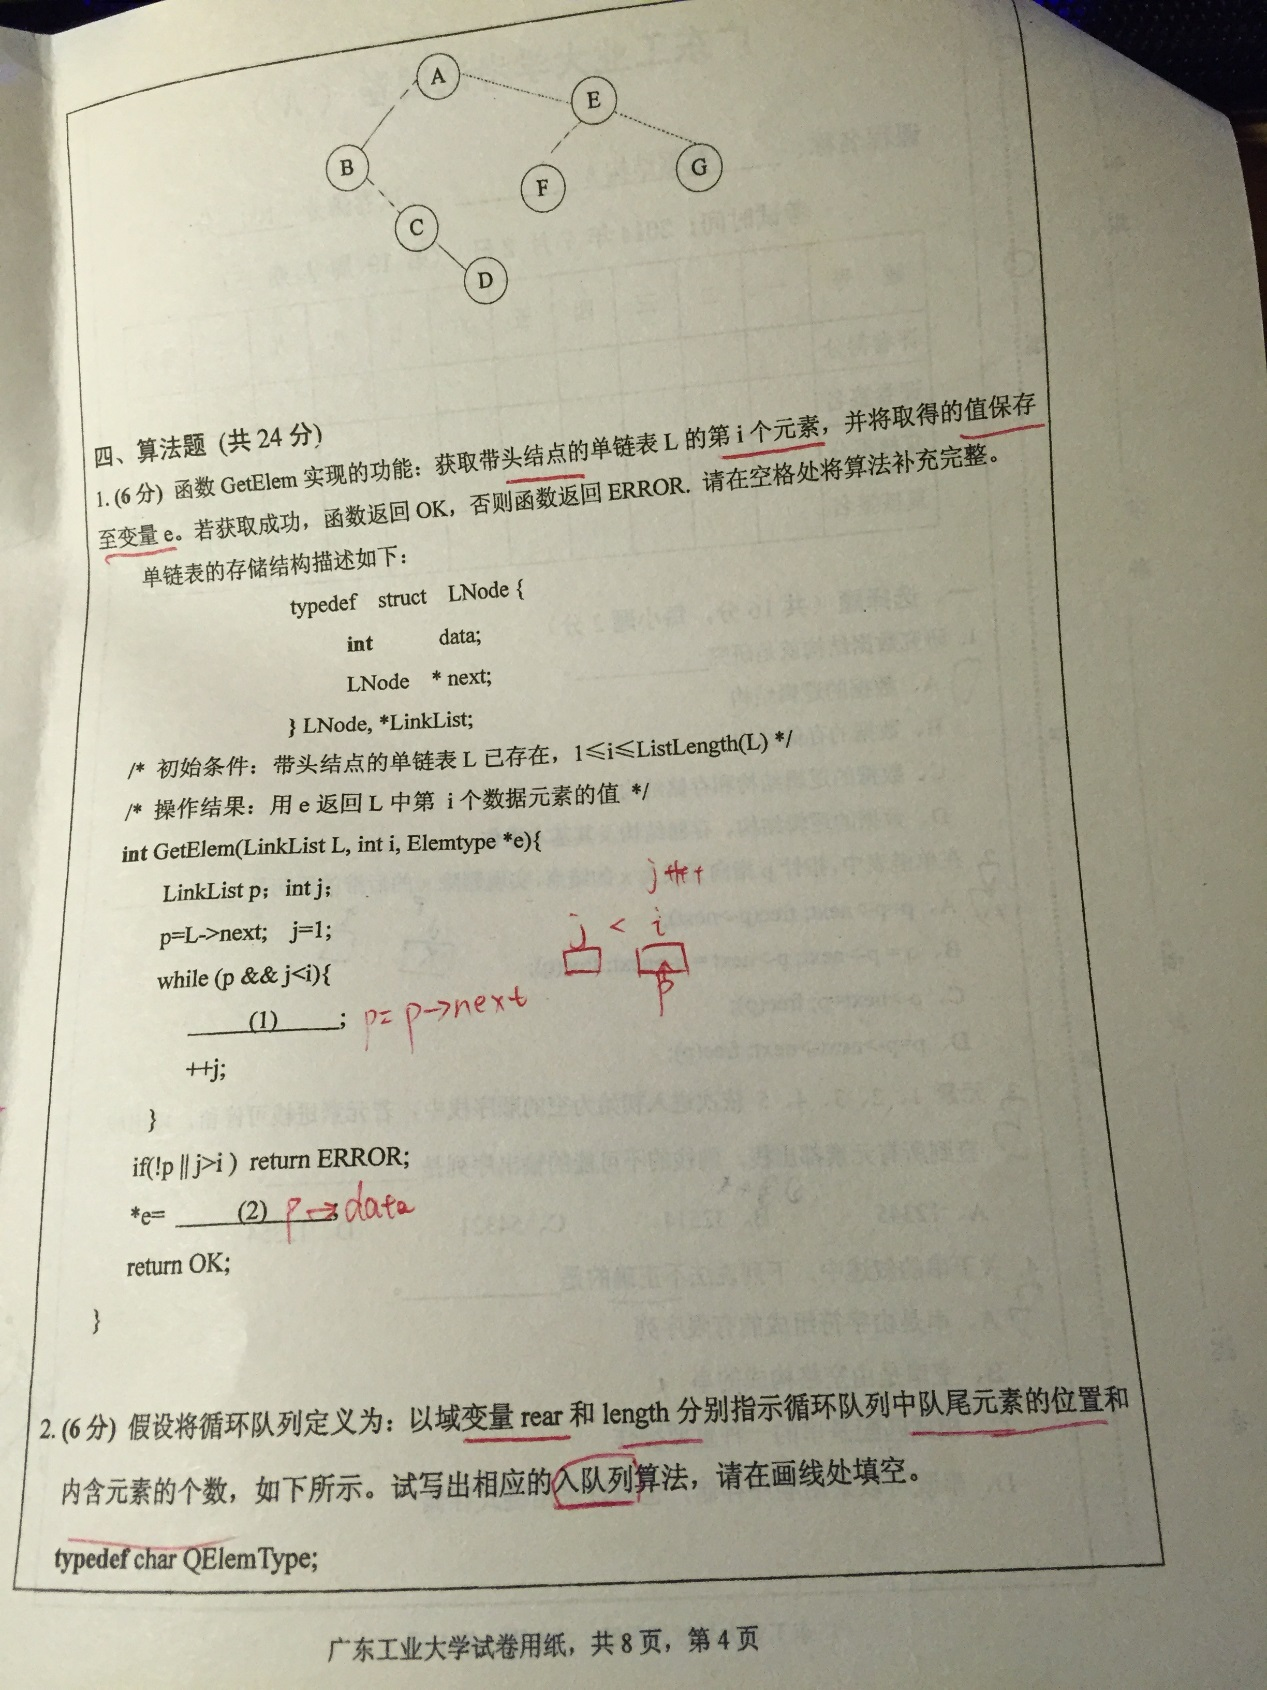 A
E
B
F
G
C
D
四、算法题（共24分）
1. (6分) 函数 GetElem 实现的功能：获取带头结点的单链表 L 的第 i 个元素，并将取得的值保存
至变量 e。若获取成功，函数返回 OK，否则函数返回 ERROR. 请在空格处将算法补充完整。
单链表的存储结构描述如下：
typedef struct LNode {
int data;
LNode * next;
} LNode, *LinkList;
/* 初始条件：带头结点的单链表 L 已存在，1≤i≤ListLength(L) */
/* 操作结果：用 e 返回 L 中第 i 个数据元素的值 */
int GetElem(LinkList L, int i, Elemtype *e){
LinkList p; int j;
p=L->next; j=1;
j < i
while (p && j<i){
p
(1) ; p= p->next
++j;
}
if(!p || j>i ) return ERROR;
*e= (2) ; p->data
return OK;
}
2. (6分) 假设将循环队列定义为：以域变量 rear 和 length 分别指示循环队列中队尾元素的位置和
内含元素的个数，如下所示。试写出相应的入队列算法，请在画线处填空。
typedef char QElemType;
广东工业大学试卷用纸，共8页，第4页